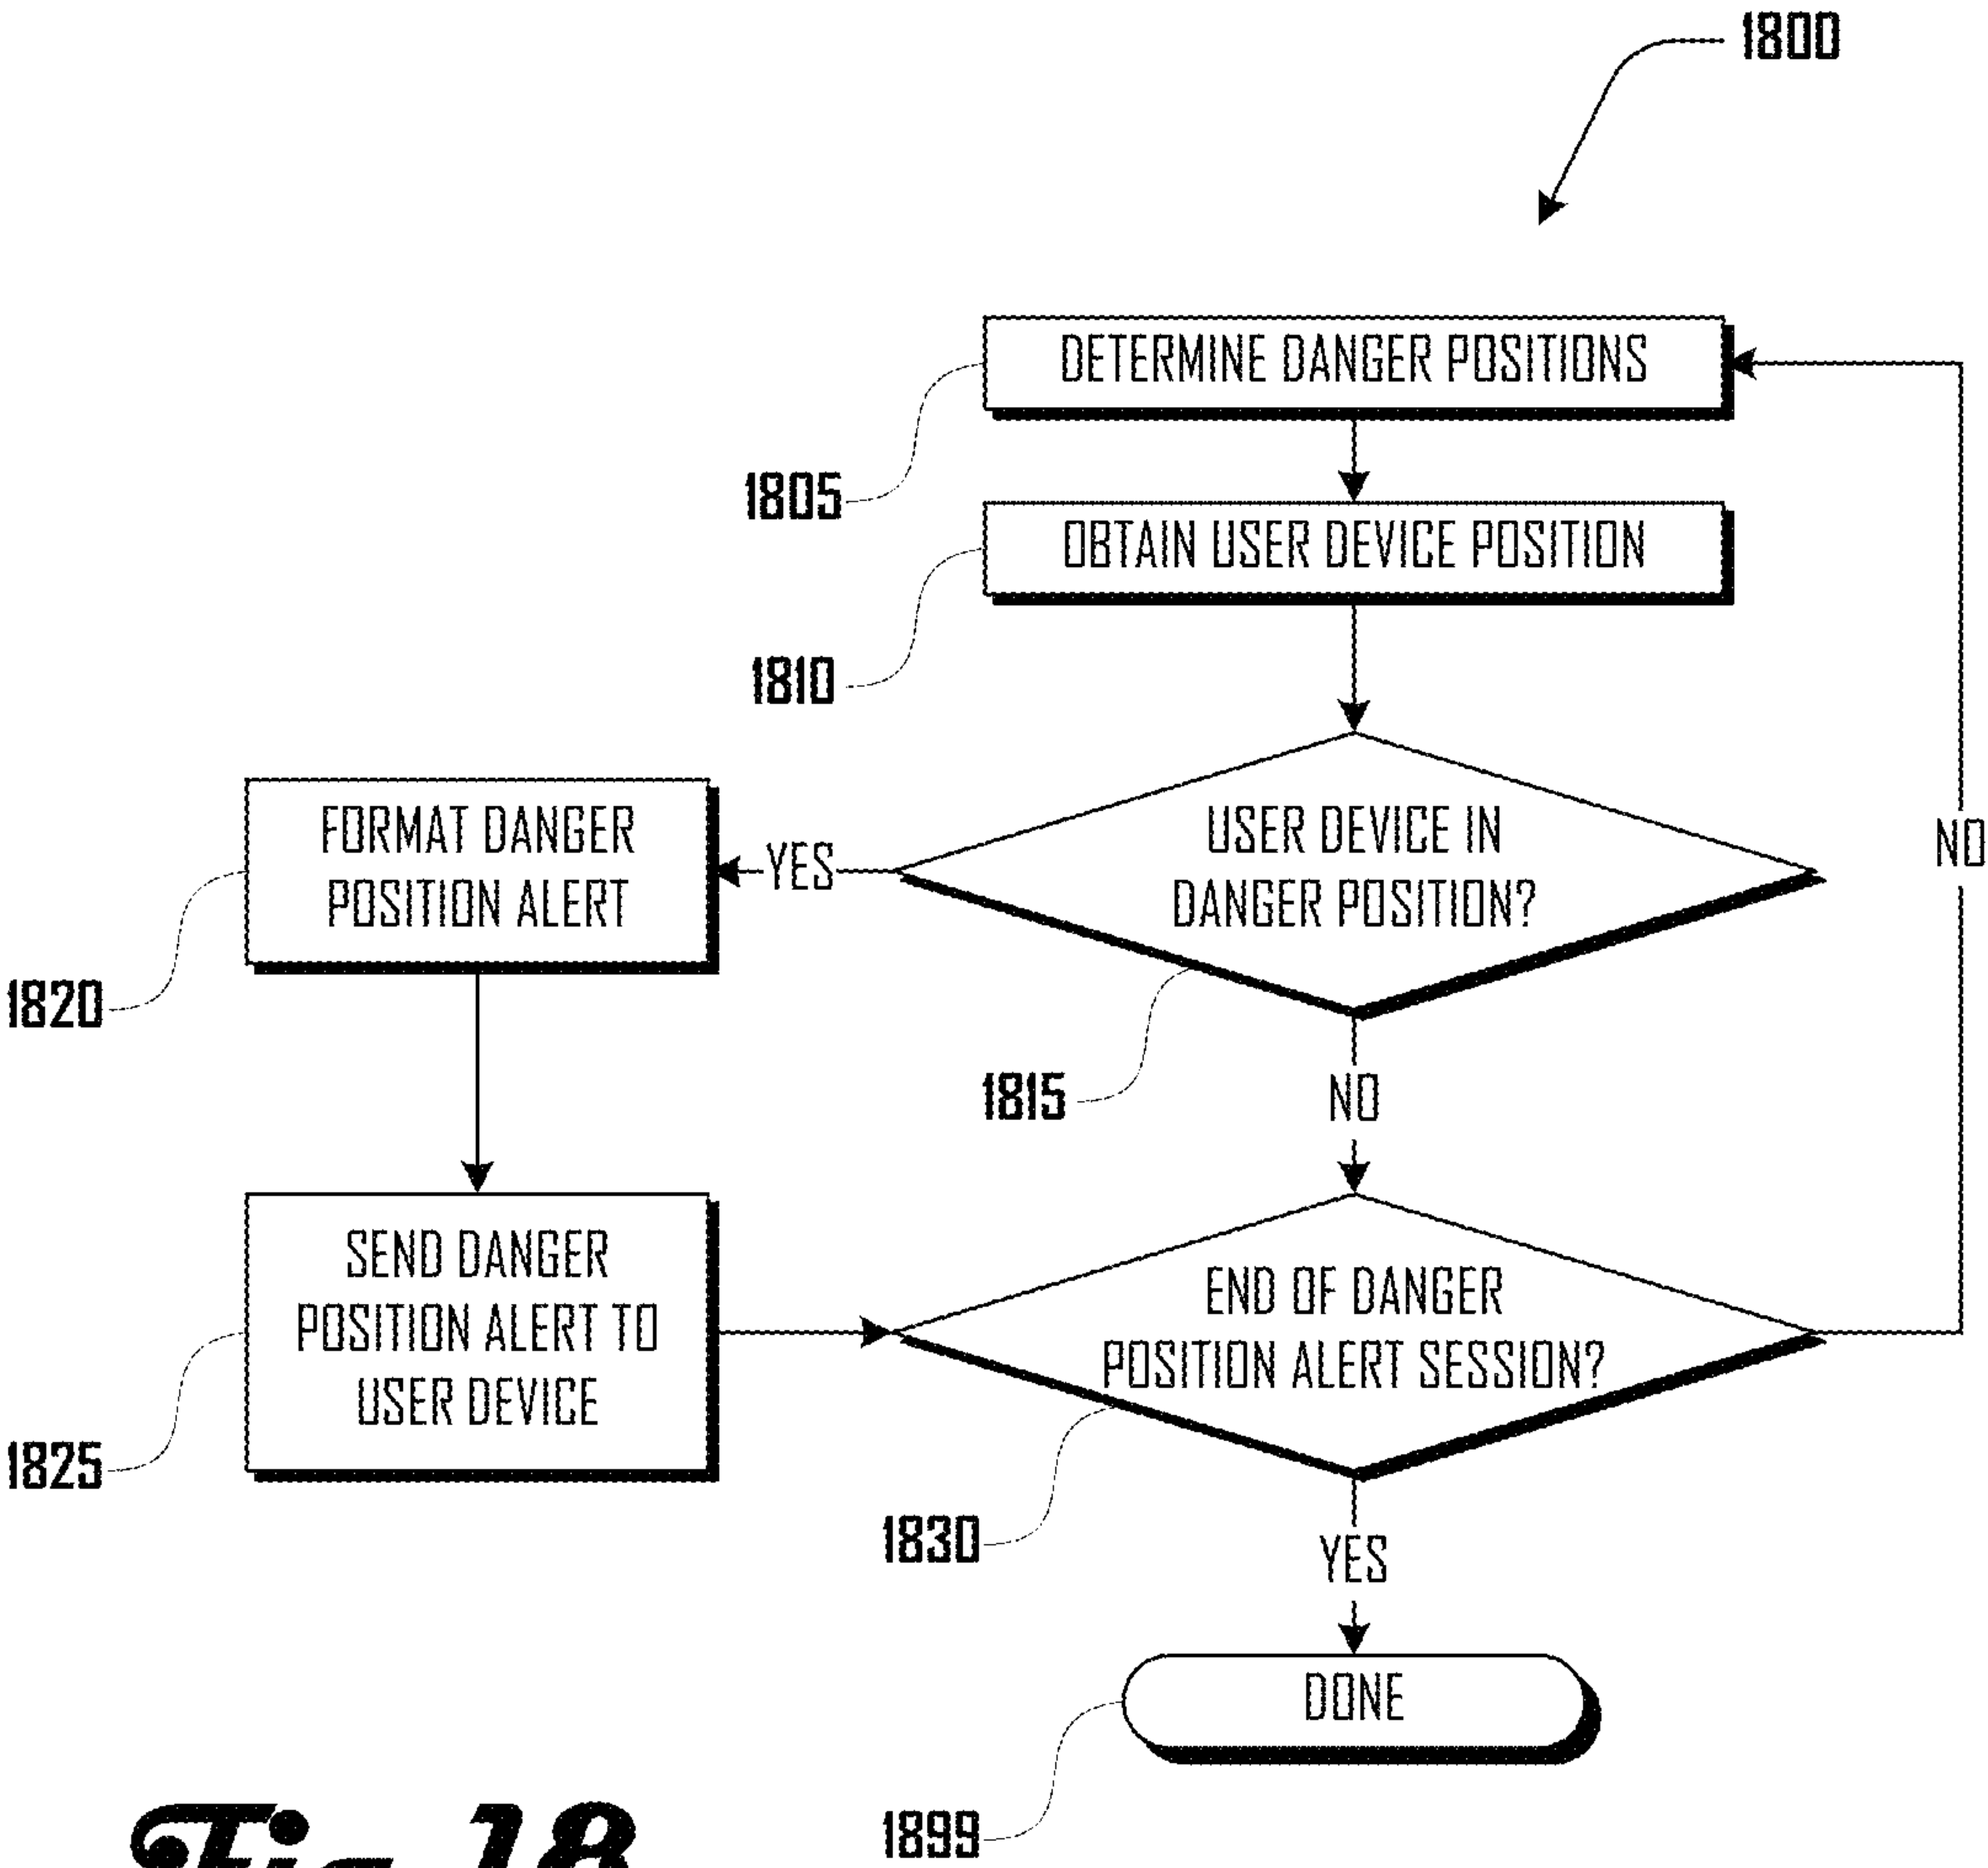 1800
DETERMINE DANGER POSITIONS
1805
OBTAIN USER DEVICE POSITION
1810
USER DEVICE IN
DANGER POSITION?
1815
YES
NO
NO
FORMAT DANGER
POSITION ALERT
1820
SEND DANGER
POSITION ALERT TO
USER DEVICE
1825
END OF DANGER
POSITION ALERT SESSION?
1830
YES
DONE
1899
Fig.18